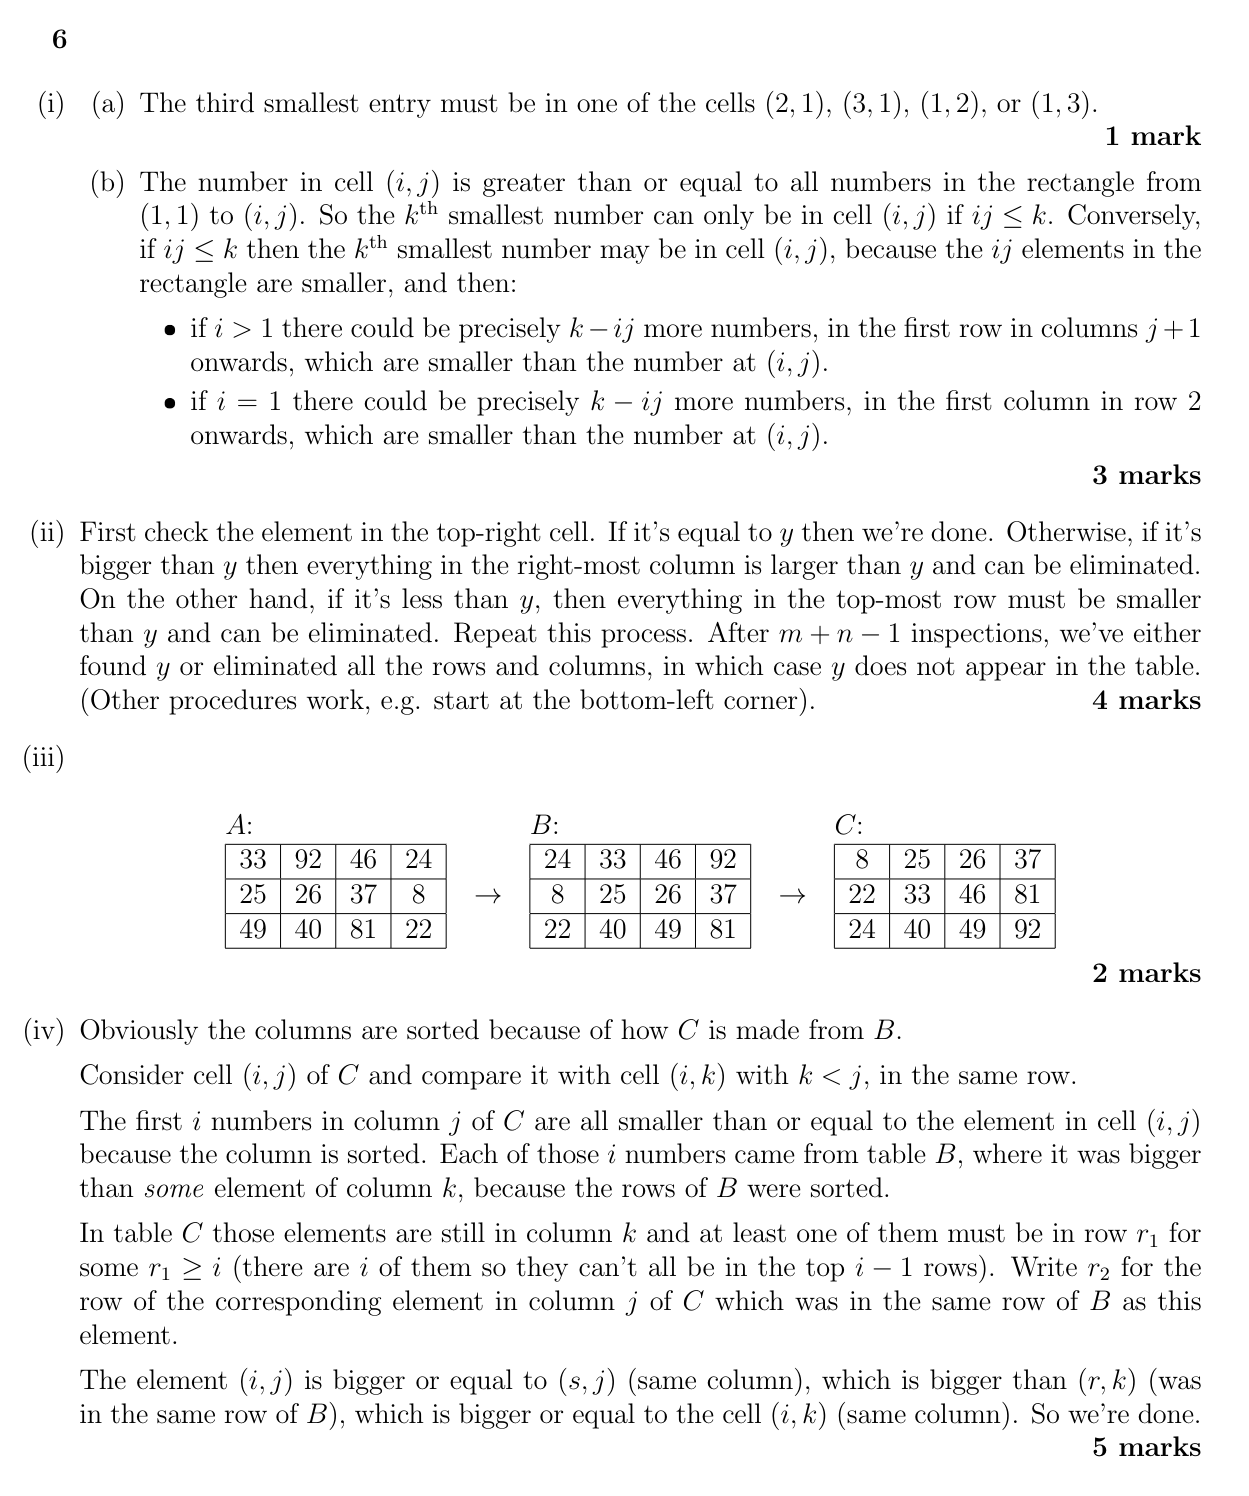 6
(i) (a) The third smallest entry must be in one of the cells (2, 1), (3, 1), (1, 2), or (1, 3).
1 mark
(b) The number in cell (i, j) is greater than or equal to all numbers in the rectangle from
(1, 1) to (i, j). So the kth smallest number can only be in cell (i, j) if ij ≤ k. Conversely,
if ij ≤ k then the kth smallest number may be in cell (i, j), because the ij elements in the
rectangle are smaller, and then:
• if i > 1 there could be precisely k − ij more numbers, in the first row in columns j + 1
onwards, which are smaller than the number at (i, j).
• if i = 1 there could be precisely k − ij more numbers, in the first column in row 2
onwards, which are smaller than the number at (i, j).
3 marks
(ii) First check the element in the top-right cell. If it's equal to y then we're done. Otherwise, if it's
bigger than y then everything in the right-most column is larger than y and can be eliminated.
On the other hand, if it's less than y, then everything in the top-most row must be smaller
than y and can be eliminated. Repeat this process. After m + n − 1 inspections, we've either
found y or eliminated all the rows and columns, in which case y does not appear in the table.
(Other procedures work, e.g. start at the bottom-left corner). 4 marks
(iii)
A: B: C:
33 92 46 24 24 33 46 92 8 25 26 37
25 26 37 8 → 8 25 26 37 → 22 33 46 81
49 40 81 22 22 40 49 81 24 40 49 92
2 marks
(iv) Obviously the columns are sorted because of how C is made from B.
Consider cell (i, j) of C and compare it with cell (i, k) with k < j, in the same row.
The first i numbers in column j of C are all smaller than or equal to the element in cell (i, j)
because the column is sorted. Each of those i numbers came from table B, where it was bigger
than some element of column k, because the rows of B were sorted.
In table C those elements are still in column k and at least one of them must be in row r₁ for
some r₁ ≥ i (there are i of them so they can't all be in the top i − 1 rows). Write r₂ for the
row of the corresponding element in column j of C which was in the same row of B as this
element.
The element (i, j) is bigger or equal to (s, j) (same column), which is bigger than (r, k) (was
in the same row of B), which is bigger or equal to the cell (i, k) (same column). So we're done.
5 marks